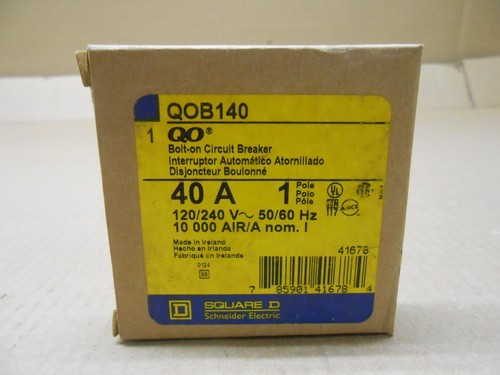 QOB140
1 QO®
Bolt-on Circuit Breaker
Interruptor Automático Atornillado
Disjoncteur Boulonné
40 A 1 Pole Polo Pôle
120/240 V~ 50/60 Hz
10 000 AIR/A nom. I
Made in Ireland
Hecho en Irlanda
Fabriqué en Irelande
0124
41678
7 85901 41678 4
D SQUARE D
Schneider Electric